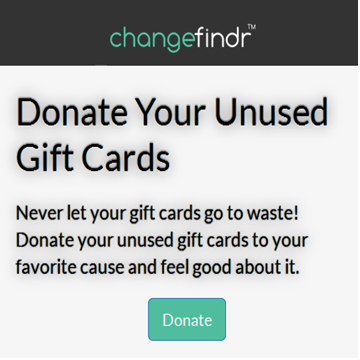 changefindr™
Donate Your Unused
Gift Cards
Never let your gift cards go to waste!
Donate your unused gift cards to your
favorite cause and feel good about it.
Donate